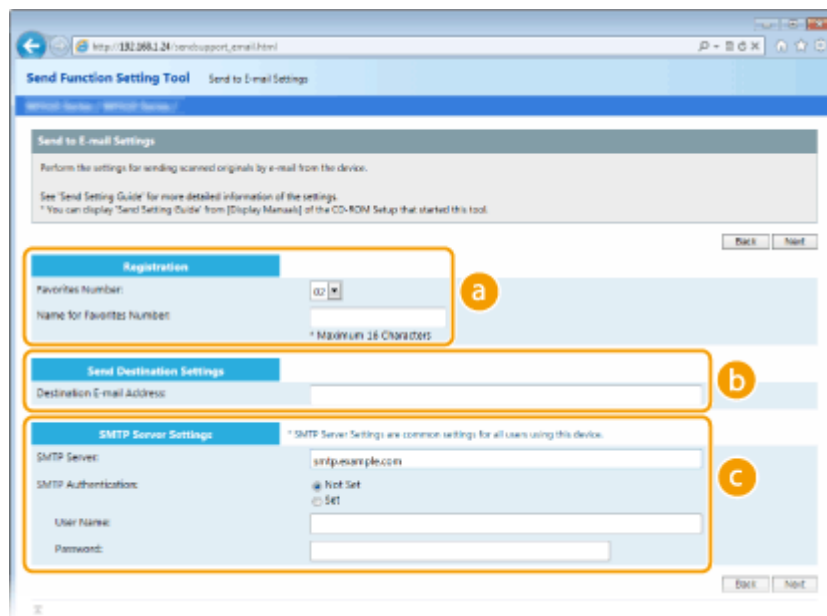 http://192.168.1.24/sendsupport_email.html
Send Function Setting Tool Send to E-mail Settings
Send to E-mail Settings
Perform the settings for sending scanned originals by e-mail from the device.
See 'Send Setting Guide' for more detailed information of the settings.
* You can display 'Send Setting Guide' from [Display Manuals] of the CD-ROM Setup that started this tool.
Back Next
Registration
Favorites Number: 02
a
Name for Favorites Number:
* Maximum 16 Characters
Send Destination Settings
b
Destination E-mail Address:
SMTP Server Settings * SMTP Server Settings are common settings for all users using this device.
SMTP Server: smtp.example.com
SMTP Authentication: Not Set
c
Set
User Name:
Password:
Back Next